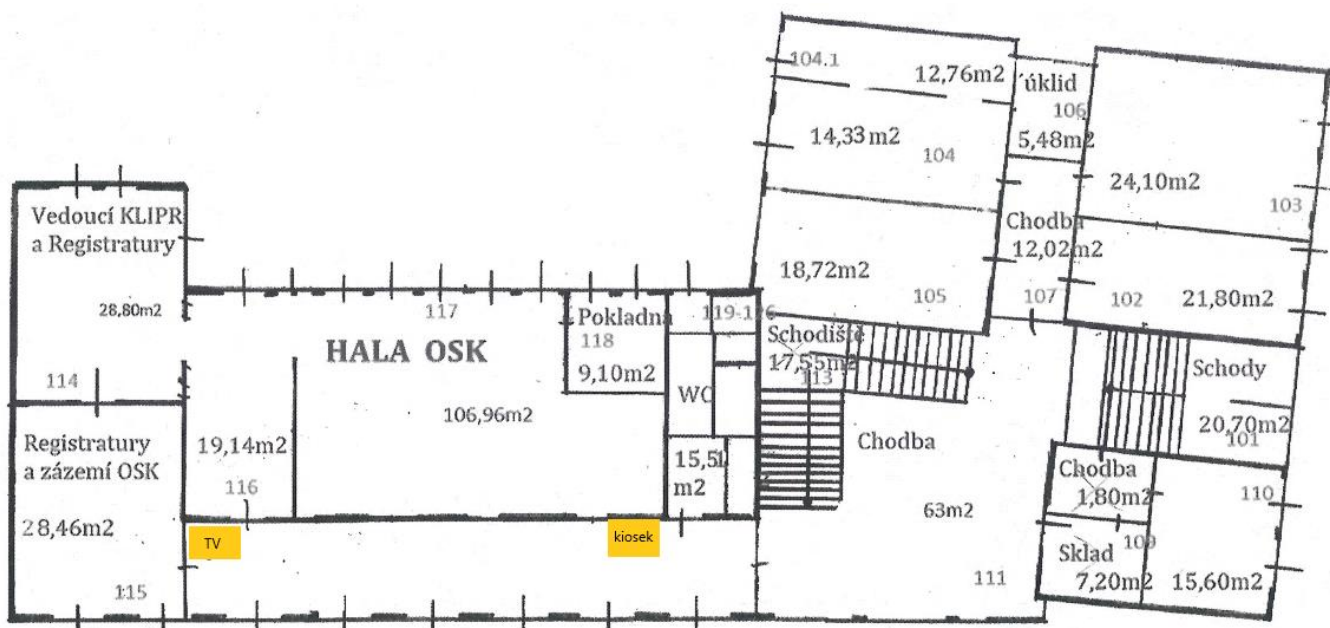 Vedoucí KLIPR
a Registratury
28,80m2
114
Registratury
a zázemí OSK
28,46m2
115
117
HALA OSK
106,96m2
19,14m2
116
TV
kiosek
Pokladna
118
9,10m2
119-126
WC
15,51
m2
104.1
12,76m2
14,33 m2
104
18,72m2
105
´úklid
106
5,48m2
Chodba
12,02m2
107
24,10m2
103
102
21,80m2
Schodiště
17,55m2
113
Chodba
63m2
111
Schody
20,70m2
101
Chodba
1,80m2
109
Sklad
7,20m2
110
15,60m2